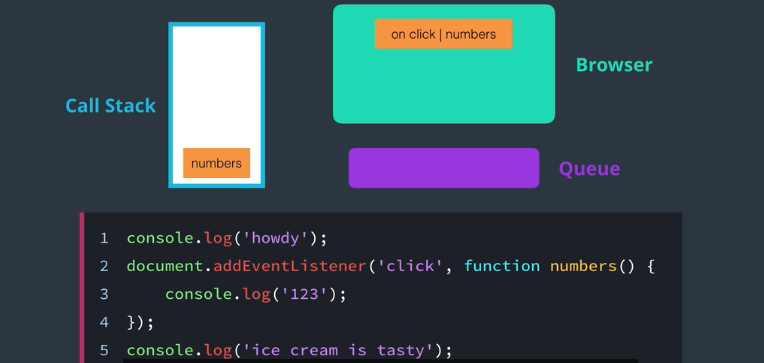 on click | numbers
Browser
Call Stack
numbers
Queue
1 console.log('howdy');
2 document.addEventListener('click', function numbers() {
3     console.log('123');
4 });
5 console.log('ice cream is tasty');